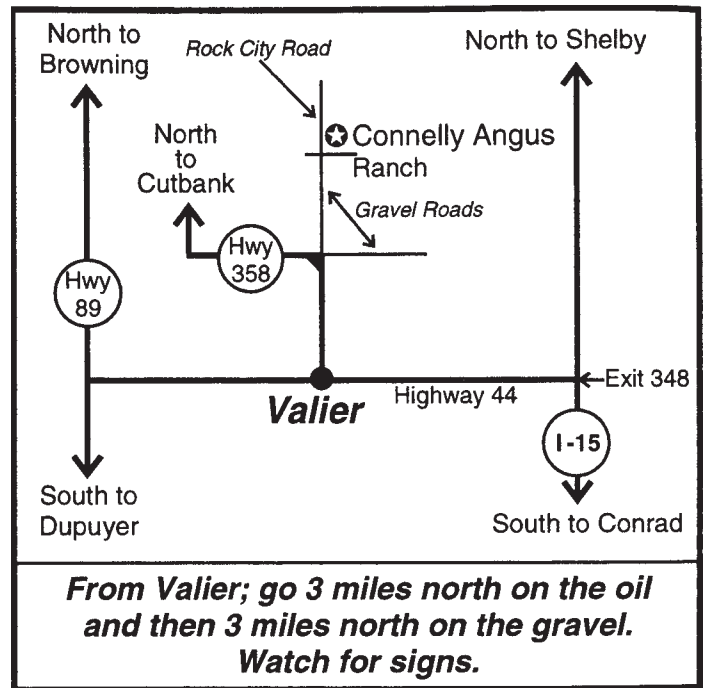 North to
Browning
Rock City Road
North to Shelby
North
to
Cutbank
Connelly Angus
Ranch
Gravel Roads
Hwy
358
Hwy
89
Exit 348
Valier
Highway 44
I-15
South to
Dupuyer
South to Conrad
From Valier; go 3 miles north on the oil
and then 3 miles north on the gravel.
Watch for signs.